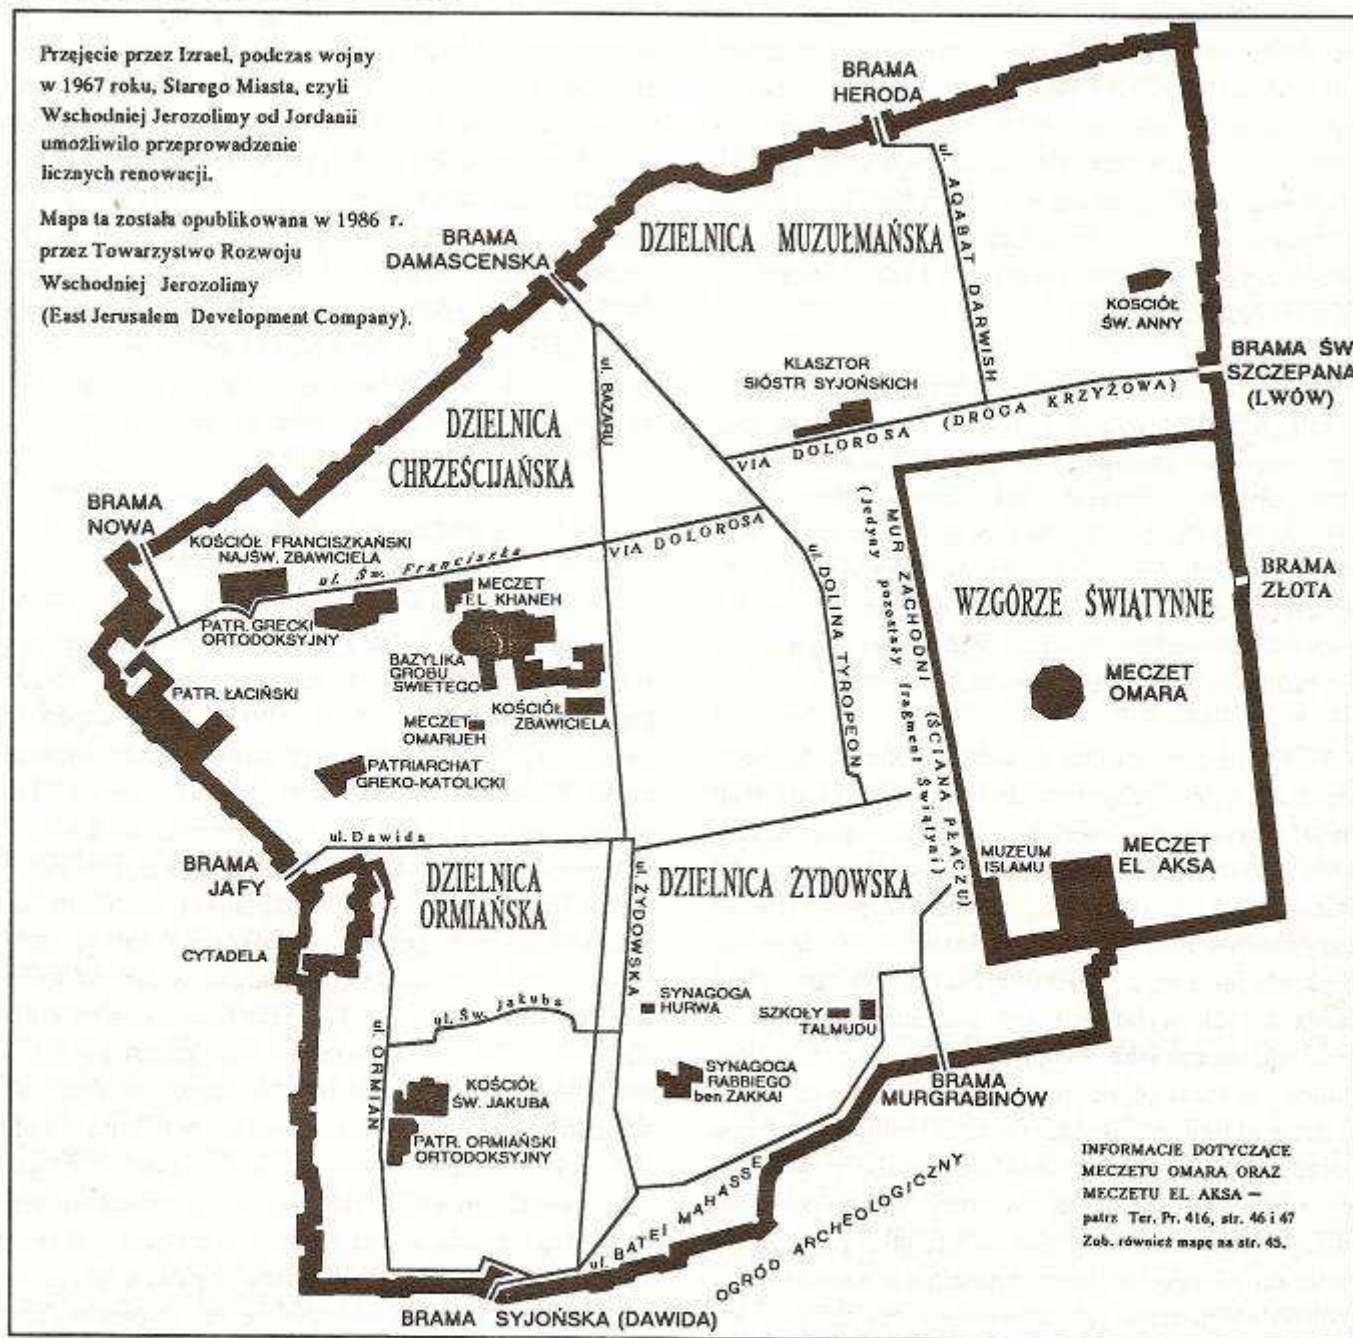 Przejęcie przez Izrael, podczas wojny
w 1967 roku, Starego Miasta, czyli
Wschodniej Jerozolimy od Jordanii
umożliwiło przeprowadzenie
licznych renowacji.
Mapa ta została opublikowana w 1986 r.
przez Towarzystwo Rozwoju
Wschodniej Jerozolimy
(East Jerusalem Development Company).
BRAMA
HERODA
BRAMA
DAMASCEŃSKA
DZIELNICA MUZUŁMAŃSKA
ul. AQABAT DARWISH
KOSCIÓŁ
ŚW. ANNY
KLASZTOR
SIÓSTR SYJOŃSKICH
BRAMA ŚW.
SZCZEPANA
(LWÓW)
VIA DOLOROSA (DROGA KRZYŻOWA)
ul. BAZARU
DZIELNICA
CHRZEŚCIJAŃSKA
BRAMA
NOWA
KOŚCIÓŁ FRANCISZKAŃSKI
NAJŚW. ZBAWICIELA
ul. Św. Franciszka
VIA DOLOROSA
MECZET
EL KHANEH
PATR. GRECKI
ORTODOKSYJNY
ul. DOLINA TYROPEON
MUR ZACHODNI (ŚCIANA PŁACZU)
(jedyny pozostały fragment Świątyni)
WZGÓRZE ŚWIĄTYNNE
BRAMA
ZŁOTA
MECZET
OMARA
BAZYLIKA
GROBU
SWIETEGO
PATR. ŁACIŃSKI
KOŚCIÓŁ
ZBAWICIELA
MECZET
OMARIJEH
PATRIARCHAT
GREKO-KATOLICKI
ul. Dawida
BRAMA
JAFY
DZIELNICA
ORMIAŃSKA
ul. ŻYDOWSKA
DZIELNICA ŻYDOWSKA
MUZEUM
ISLAMU
MECZET
EL AKSA
CYTADELA
ul. Św. jakuba
ul. ORMIAN
SYNAGOGA
HURWA
SZKOŁY
TALMUDU
KOŚCIÓŁ
ŚW. JAKUBA
SYNAGOGA
RABBIEGO
ben ZAKKAI
BRAMA
MURGRABINÓW
PATR. ORMIAŃSKI
ORTODOKSYJNY
ul. BATEI MAHASSE
OGRÓD ARCHEOLOGICZNY
INFORMACJE DOTYCZĄCE
MECZETU OMARA ORAZ
MECZETU EL AKSA —
patrz Ter. Pr. 416, str. 46 i 47
Zob. również mapę na str. 45.
BRAMA SYJOŃSKA (DAWIDA)